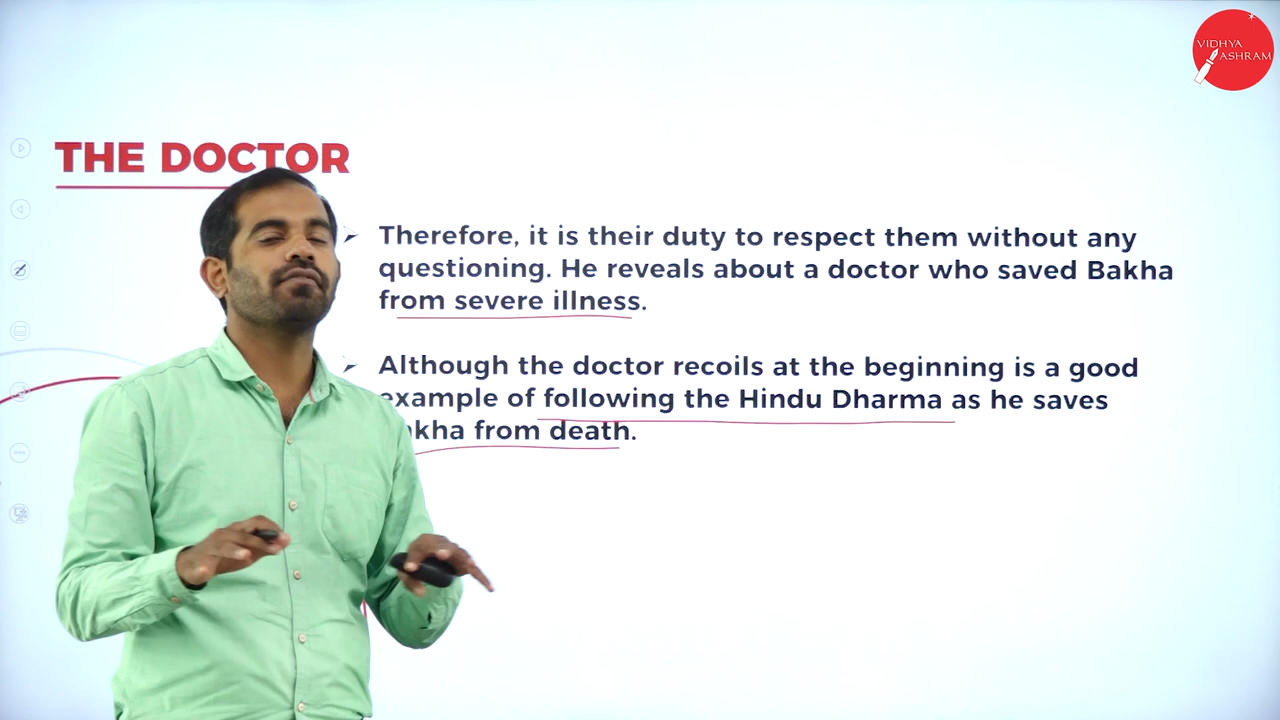 VIDHYA
ASHRAM
THE DOCTOR
Therefore, it is their duty to respect them without any
questioning. He reveals about a doctor who saved Bakha
from severe illness.
Although the doctor recoils at the beginning is a good
example of following the Hindu Dharma as he saves
from death.